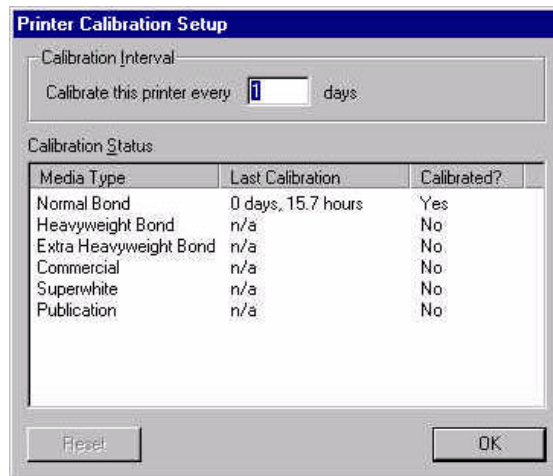 Printer Calibration Setup
Calibration Interval
Calibrate this printer every 1 days
Calibration Status
Media Type Last Calibration Calibrated?
Normal Bond 0 days, 15.7 hours Yes
Heavyweight Bond n/a No
Extra Heavyweight Bond n/a No
Commercial n/a No
Superwhite n/a No
Publication n/a No
Reset OK